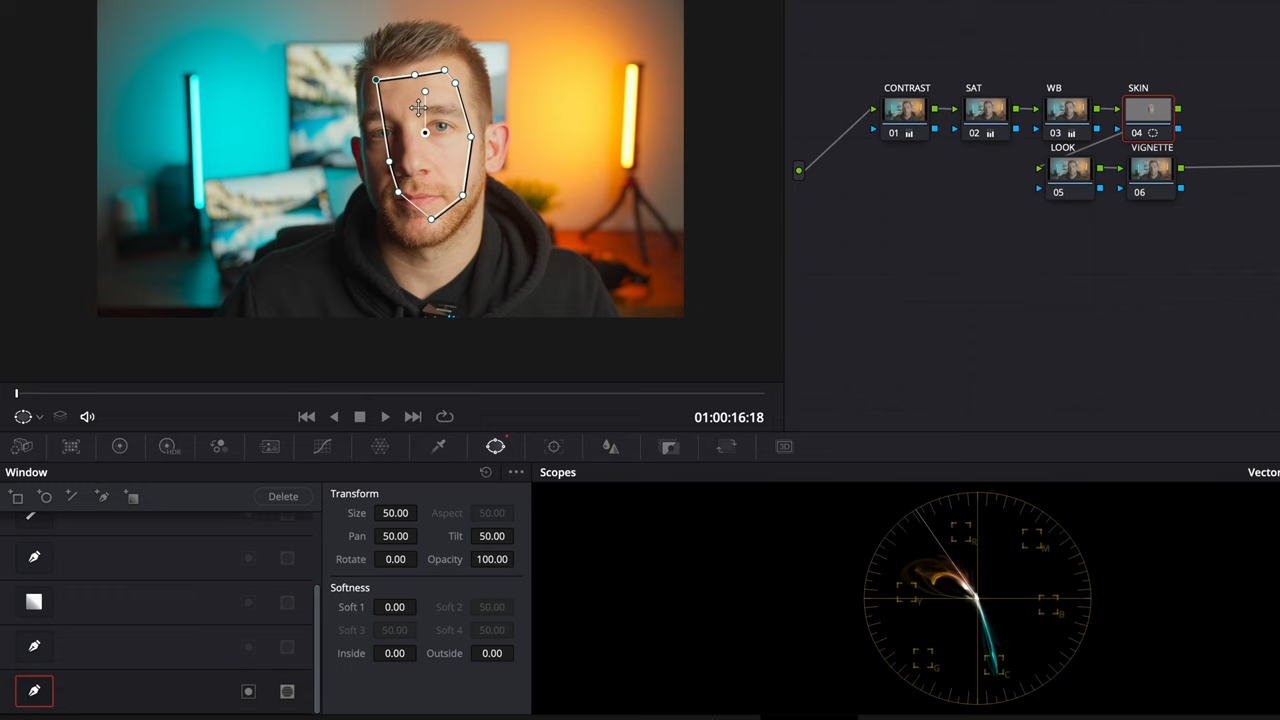 CONTRAST SAT WB SKIN
01 02 03 04
LOOK VIGNETTE
05 06
01:00:16:18
HDR
3D
Window
Delete
Transform
Size 50.00 Aspect 50.00
Pan 50.00 Tilt 50.00
Rotate 0.00 Opacity 100.00
Softness
Soft 1 0.00 Soft 2 50.00
Soft 3 50.00 Soft 4 50.00
Inside 0.00 Outside 0.00
Scopes Vector
R
M
Y
B
G
C